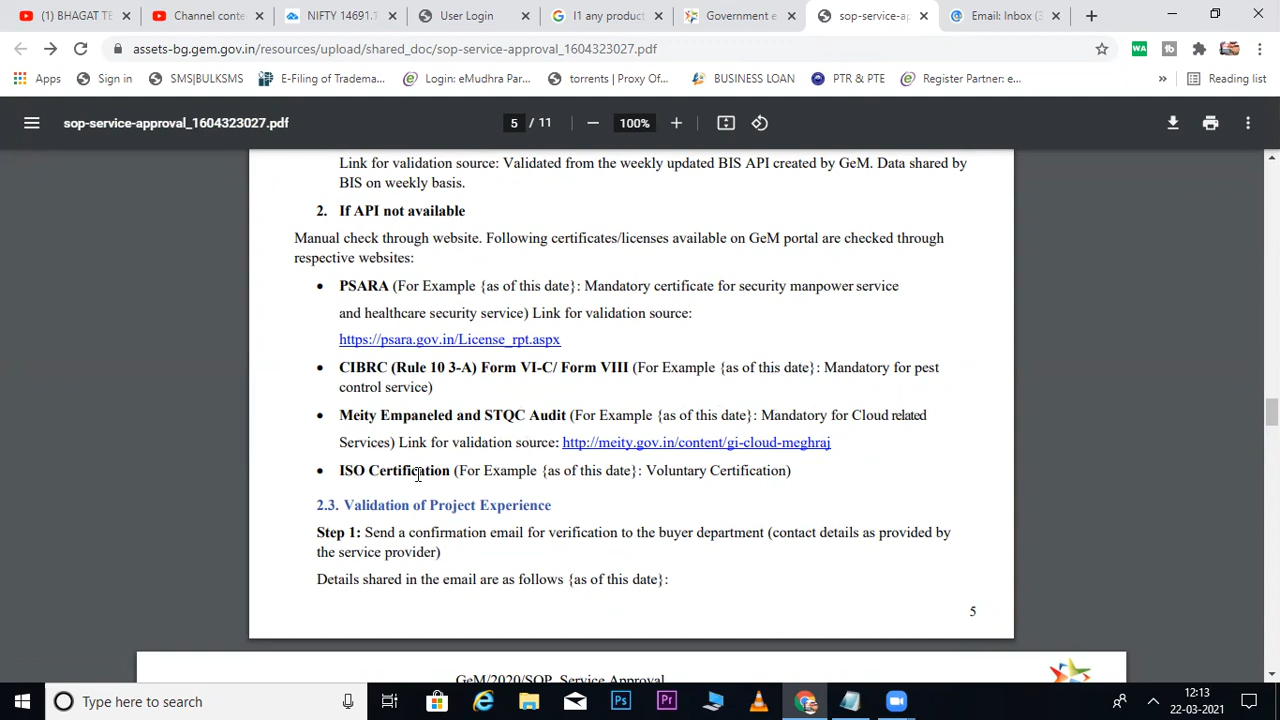 (1) BHAGAT TE
Channel conte
NIFTY 14691.1
User Login
l1 any product
Government e
sop-service-ap
Email: Inbox (3
assets-bg.gem.gov.in/resources/upload/shared_doc/sop-service-approval_1604323027.pdf
Apps
Sign in
SMS|BULKSMS
E-Filing of Tradema...
Login: eMudhra Par...
torrents | Proxy Of...
BUSINESS LOAN
PTR & PTE
Register Partner: e...
»
Reading list
sop-service-approval_1604323027.pdf
5 / 11
100%
Link for validation source: Validated from the weekly updated BIS API created by GeM. Data shared by
BIS on weekly basis.
2. If API not available
Manual check through website. Following certificates/licenses available on GeM portal are checked through
respective websites:
• PSARA (For Example {as of this date}: Mandatory certificate for security manpower service
and healthcare security service) Link for validation source:
https://psara.gov.in/License_rpt.aspx
• CIBRC (Rule 10 3-A) Form VI-C/ Form VIII (For Example {as of this date}: Mandatory for pest
control service)
• Meity Empaneled and STQC Audit (For Example {as of this date}: Mandatory for Cloud related
Services) Link for validation source: http://meity.gov.in/content/gi-cloud-meghraj
• ISO Certification (For Example {as of this date}: Voluntary Certification)
2.3. Validation of Project Experience
Step 1: Send a confirmation email for verification to the buyer department (contact details as provided by
the service provider)
Details shared in the email are as follows {as of this date}:
5
GeM/2020/SOP_Service Approval
Type here to search
Ps
Pr
12:13
22-03-2021